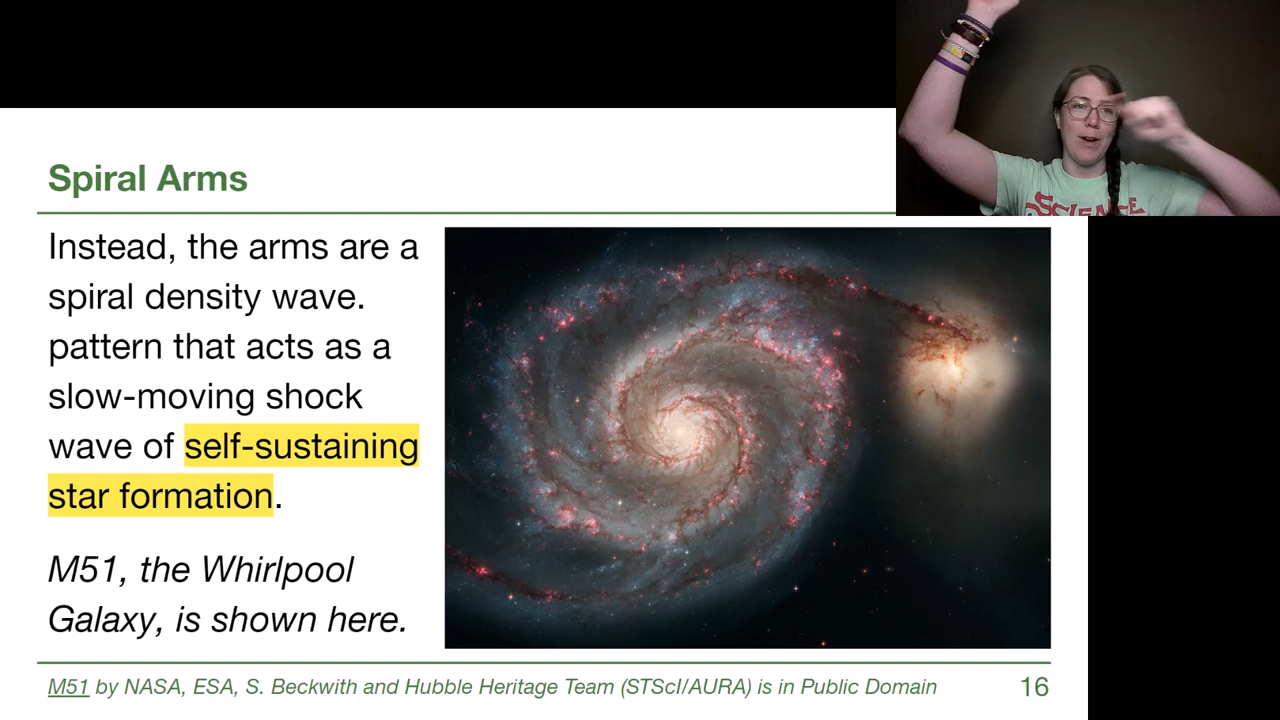 Spiral Arms
Instead, the arms are a
spiral density wave.
pattern that acts as a
slow-moving shock
wave of self-sustaining
star formation.
M51, the Whirlpool
Galaxy, is shown here.
M51 by NASA, ESA, S. Beckwith and Hubble Heritage Team (STScI/AURA) is in Public Domain
16
SCIENCE